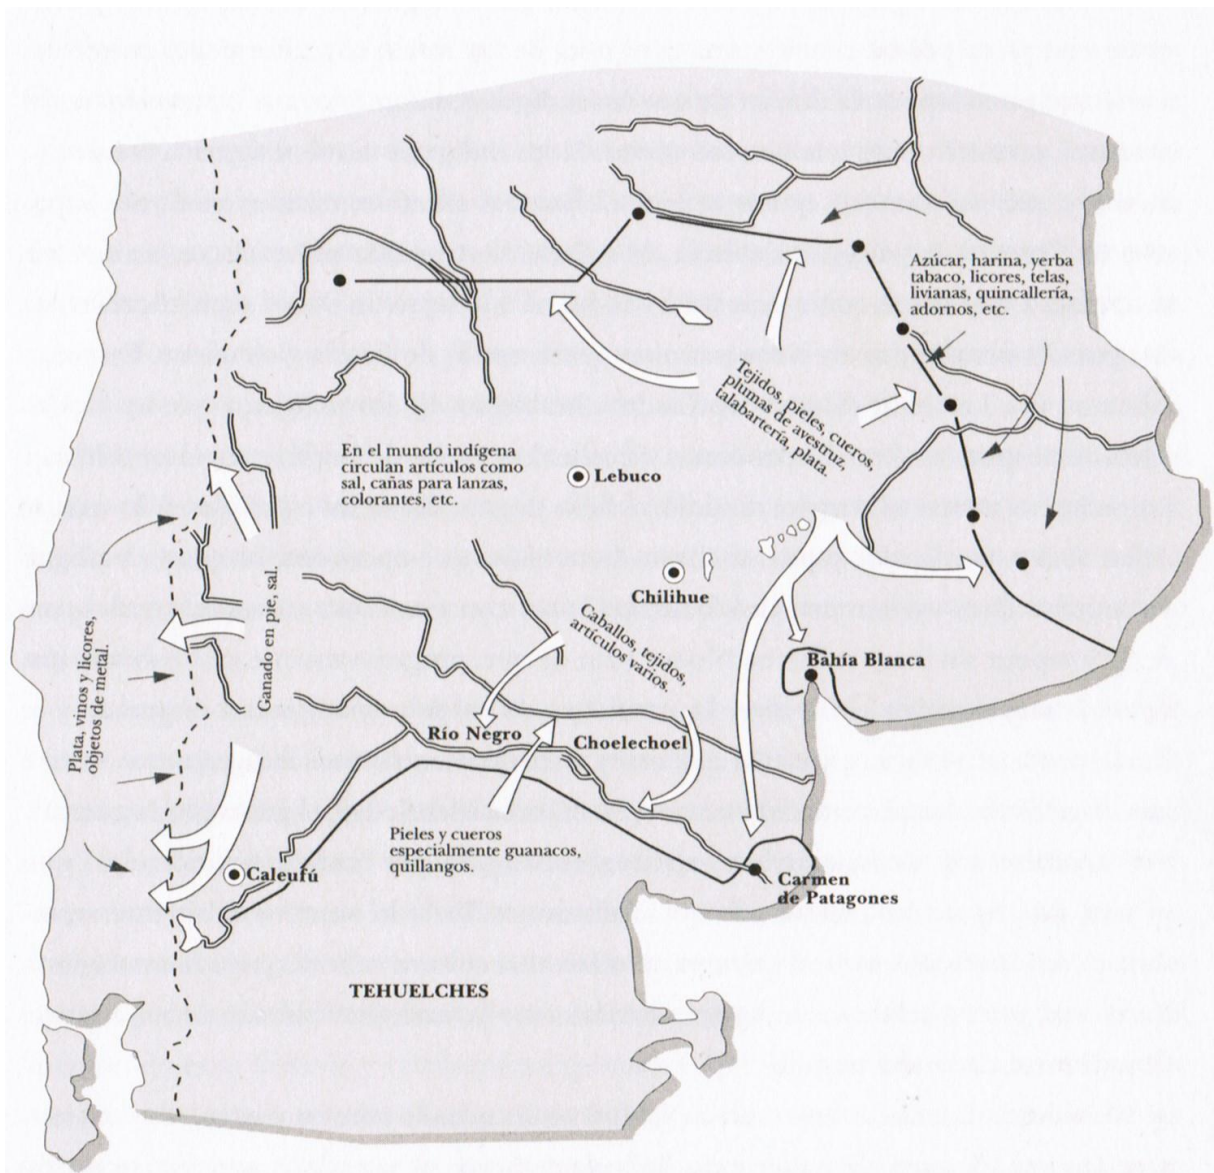 Azúcar, harina, yerba
tabaco, licores, telas,
livianas, quincallería,
adornos, etc.
Tejidos, pieles, cueros
plumas de avestruz,
talabartería, plata,
En el mundo indígena
circulan artículos como
sal, cañas para lanzas,
colorantes, etc.
Lebuco
Chilihue
Ganado en pie, sal.
Plata, vinos y licores,
objetos de metal.
Caballos, tejidos,
artículos varios.
Bahía Blanca
Río Negro
Choelechoel
Pieles y cueros
especialmente guanacos,
quillangos.
Caleufú
Carmen
de Patagones
TEHUELCHES